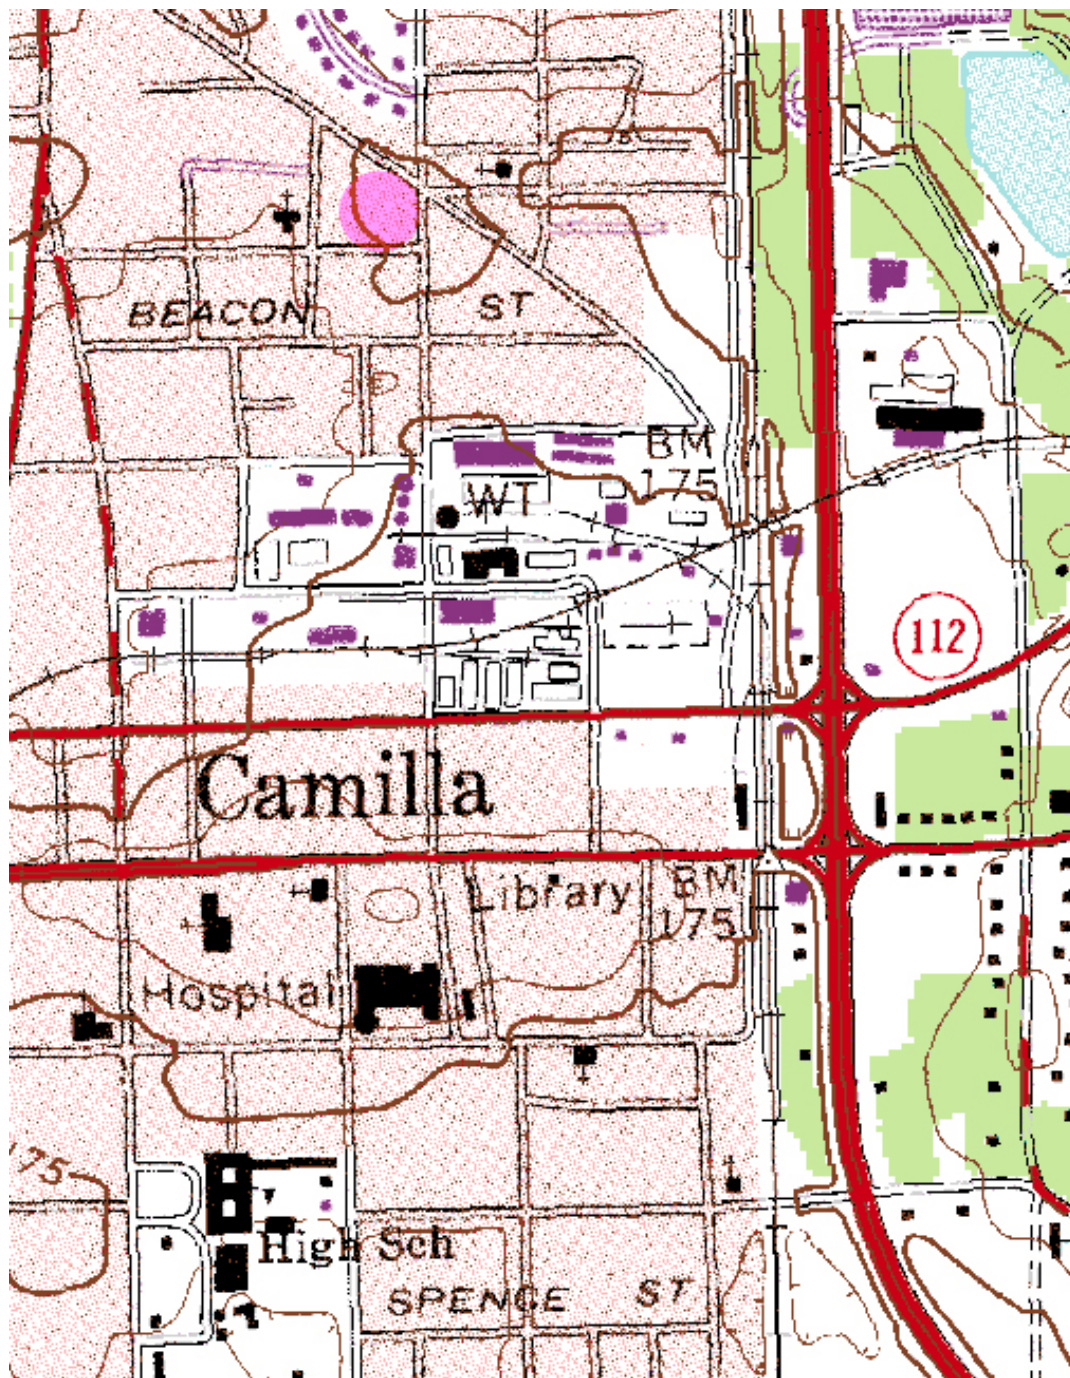 BEACON ST
BM
175
WT
112
Camilla
Library
BM
175
Hospital
175
High Sch
SPENCE ST